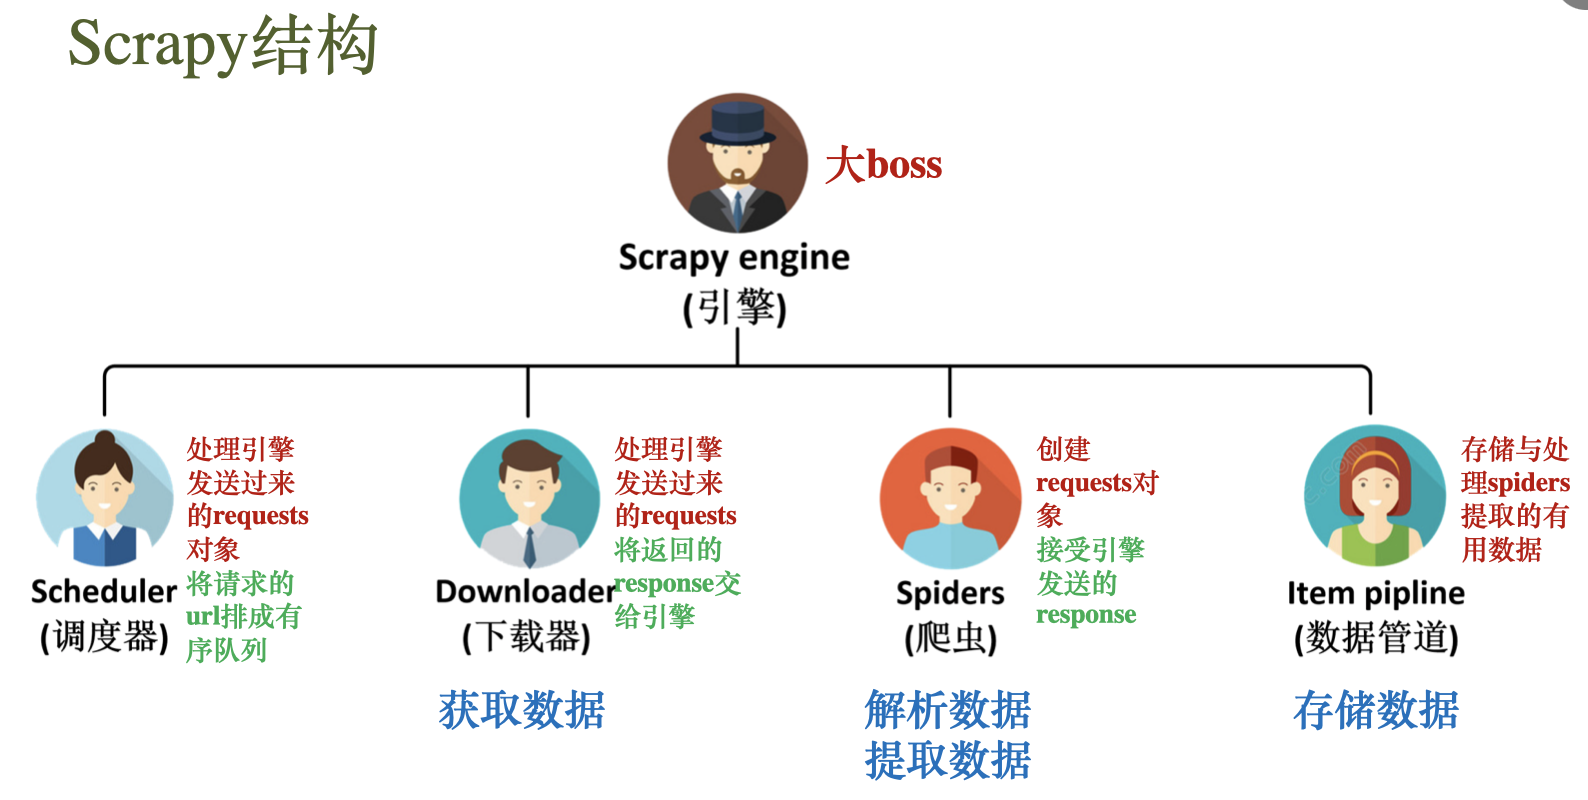 Scrapy结构
大boss
Scrapy engine
(引擎)
处理引擎
发送过来
的requests
对象
将请求的
url排成有
序队列
Scheduler
(调度器)
处理引擎
发送过来
的requests
将返回的
response交
给引擎
Downloader
(下载器)
获取数据
创建
requests对
象
接受引擎
发送的
response
Spiders
(爬虫)
解析数据
提取数据
存储与处
理spiders
提取的有
用数据
Item pipline
(数据管道)
存储数据